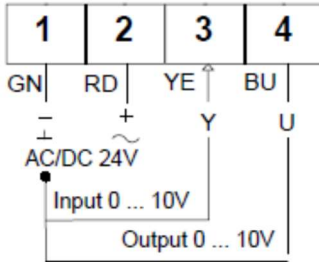 1 2 3 4
GN RD YE BU
− + Y U
⊥ ~
AC/DC 24V
Input 0 ... 10V
Output 0 ... 10V